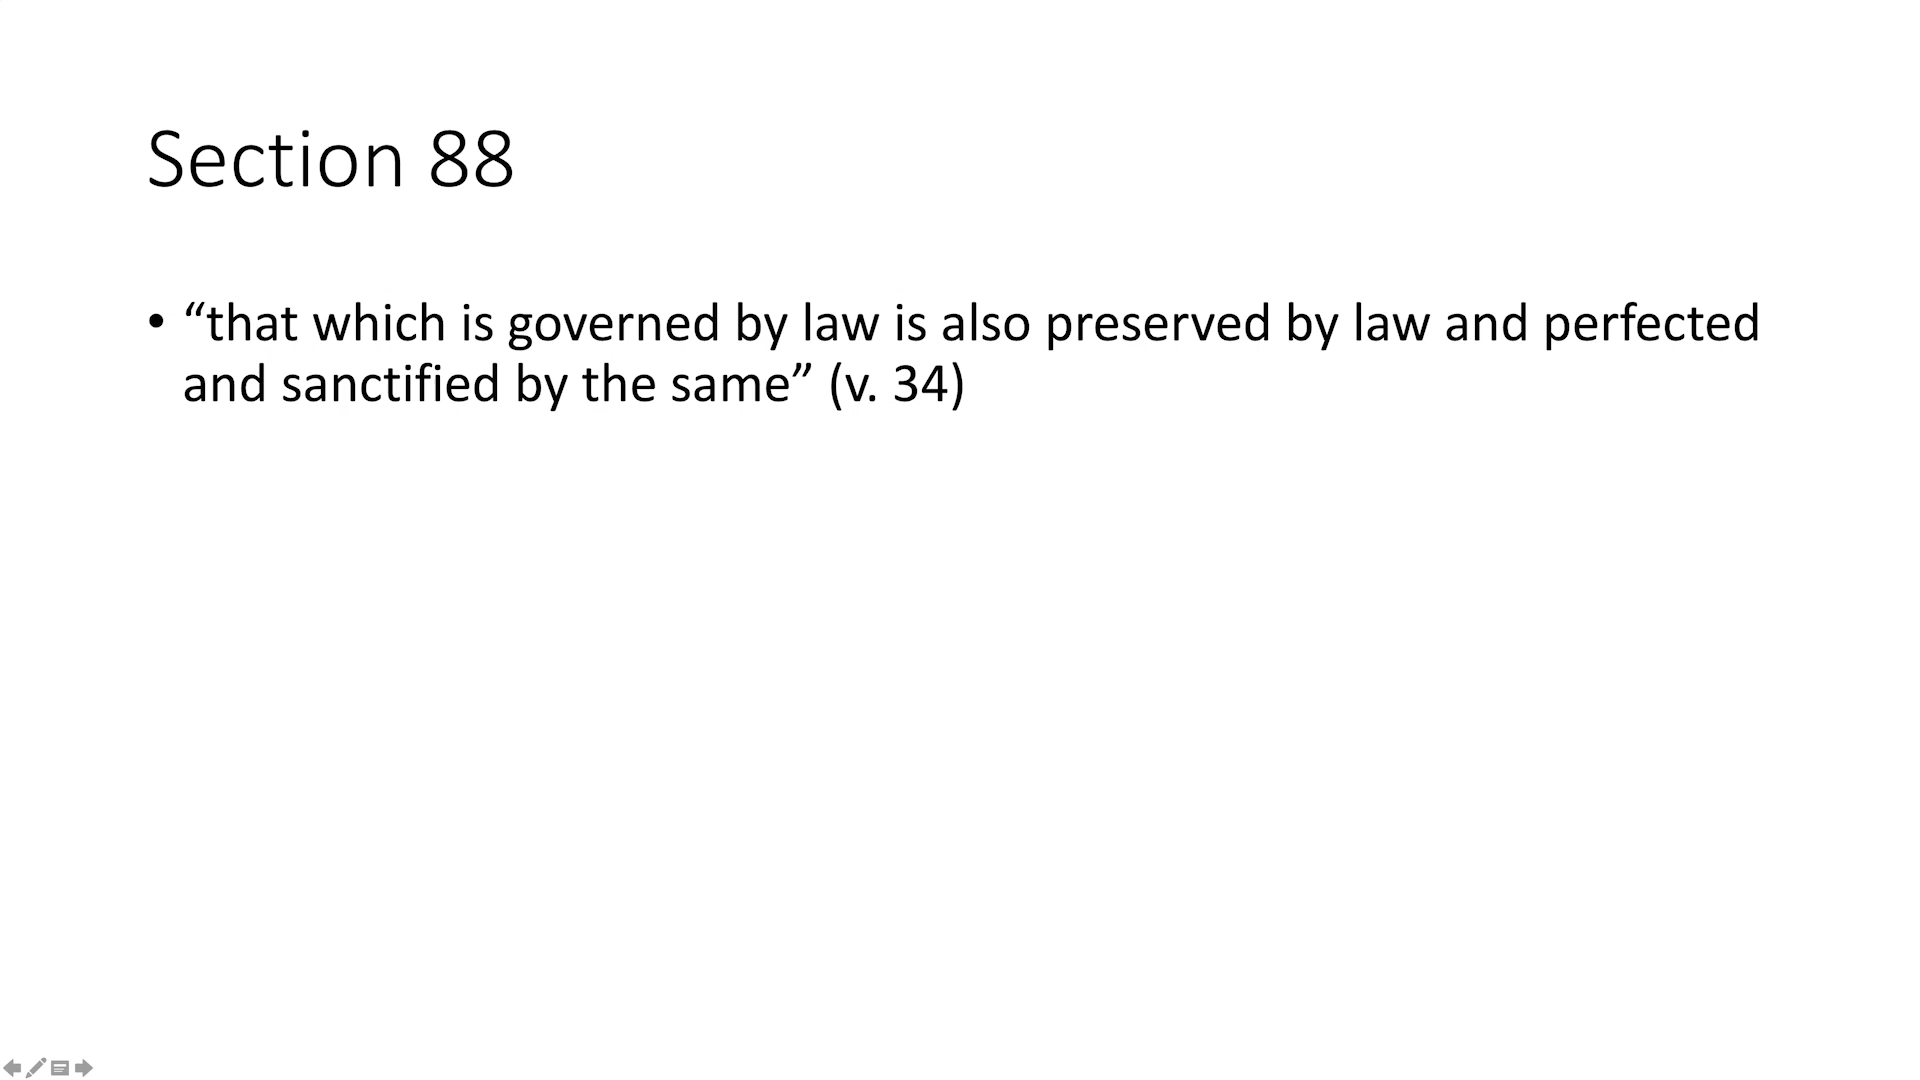 Section 88
• “that which is governed by law is also preserved by law and perfected
and sanctified by the same” (v. 34)